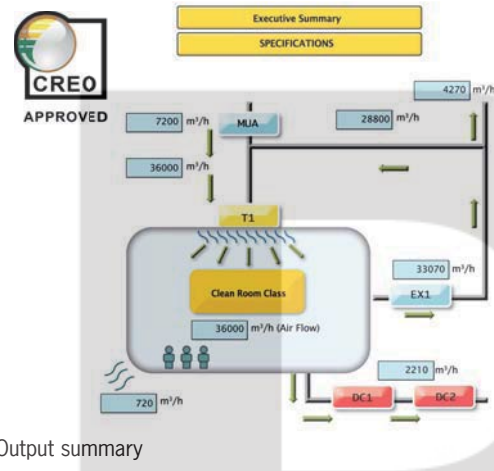 Executive Summary
SPECIFICATIONS
CREO
APPROVED
4270 m³/h
7200 m³/h
MUA
28800 m³/h
36000 m³/h
T1
Clean Room Class
33070 m³/h
EX1
36000 m³/h (Air Flow)
2210 m³/h
720 m³/h
DC1
DC2
Output summary